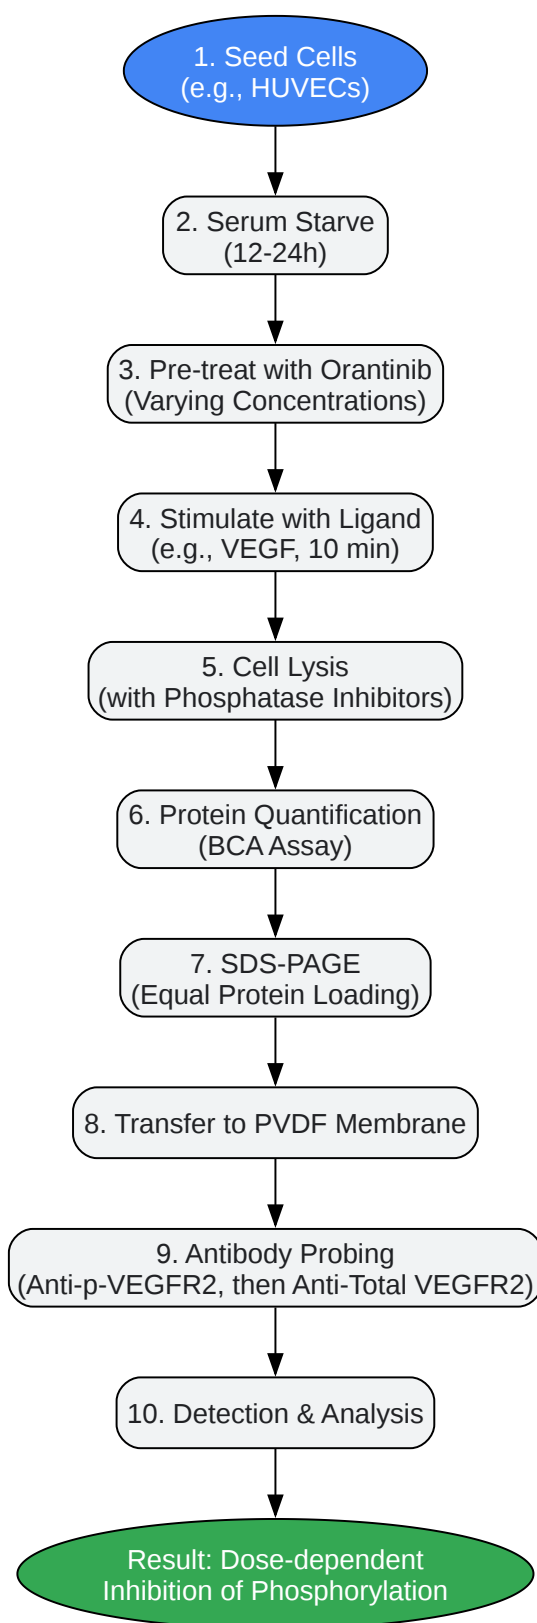 1. Seed Cells
(e.g., HUVECs)
2. Serum Starve
(12-24h)
3. Pre-treat with Orantinib
(Varying Concentrations)
4. Stimulate with Ligand
(e.g., VEGF, 10 min)
5. Cell Lysis
(with Phosphatase Inhibitors)
6. Protein Quantification
(BCA Assay)
7. SDS-PAGE
(Equal Protein Loading)
8. Transfer to PVDF Membrane
9. Antibody Probing
(Anti-p-VEGFR2, then Anti-Total VEGFR2)
10. Detection & Analysis
Result: Dose-dependent
Inhibition of Phosphorylation